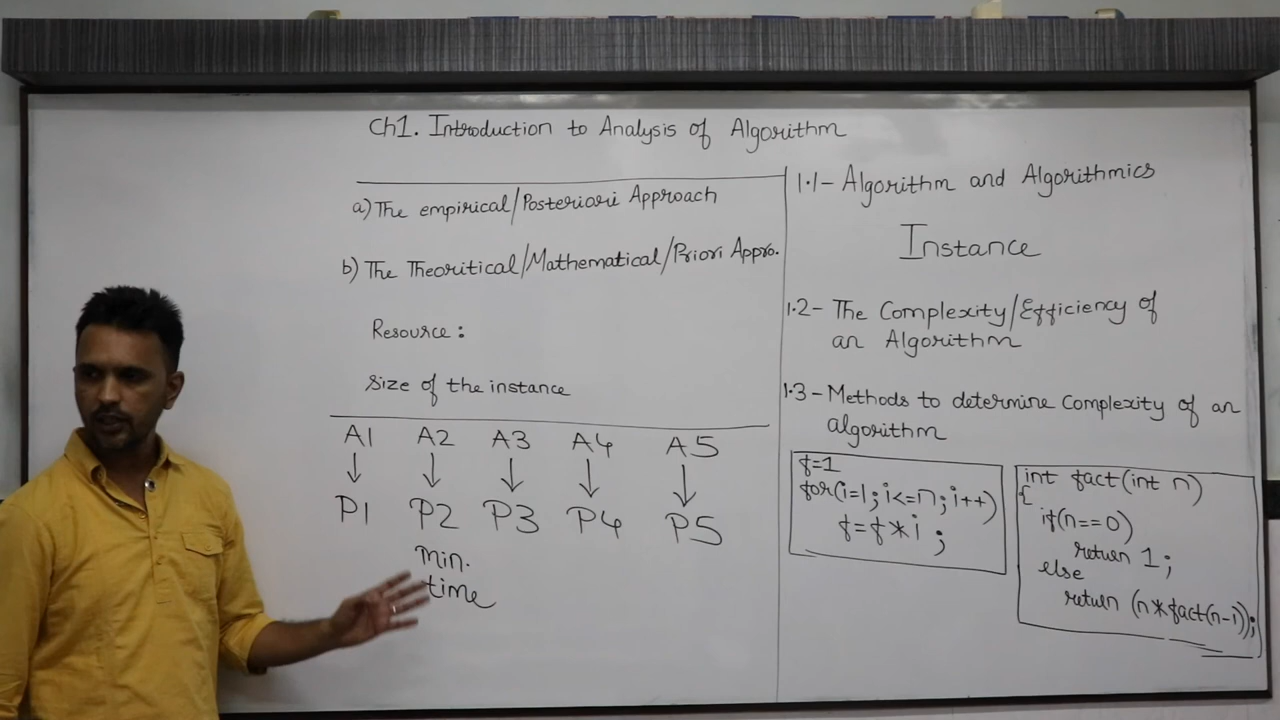 Ch1. Introduction to Analysis of Algorithm
a) The empirical/Posteriori Approach
b) The Theoritical/Mathematical/Priori Appro.
Resource:
Size of the instance
A1 A2 A3 A4 A5
P1 P2 P3 P4 P5
Min.
time
1.1- Algorithm and Algorithmics
Instance
1.2- The Complexity/Efficiency of
an Algorithm
1.3- Methods to determine Complexity of an
algorithm
f=1
for(i=1;i<=n;i++)
f=f*i;
int fact(int n)
{
if(n==0)
return 1;
else
return (n*fact(n-1));